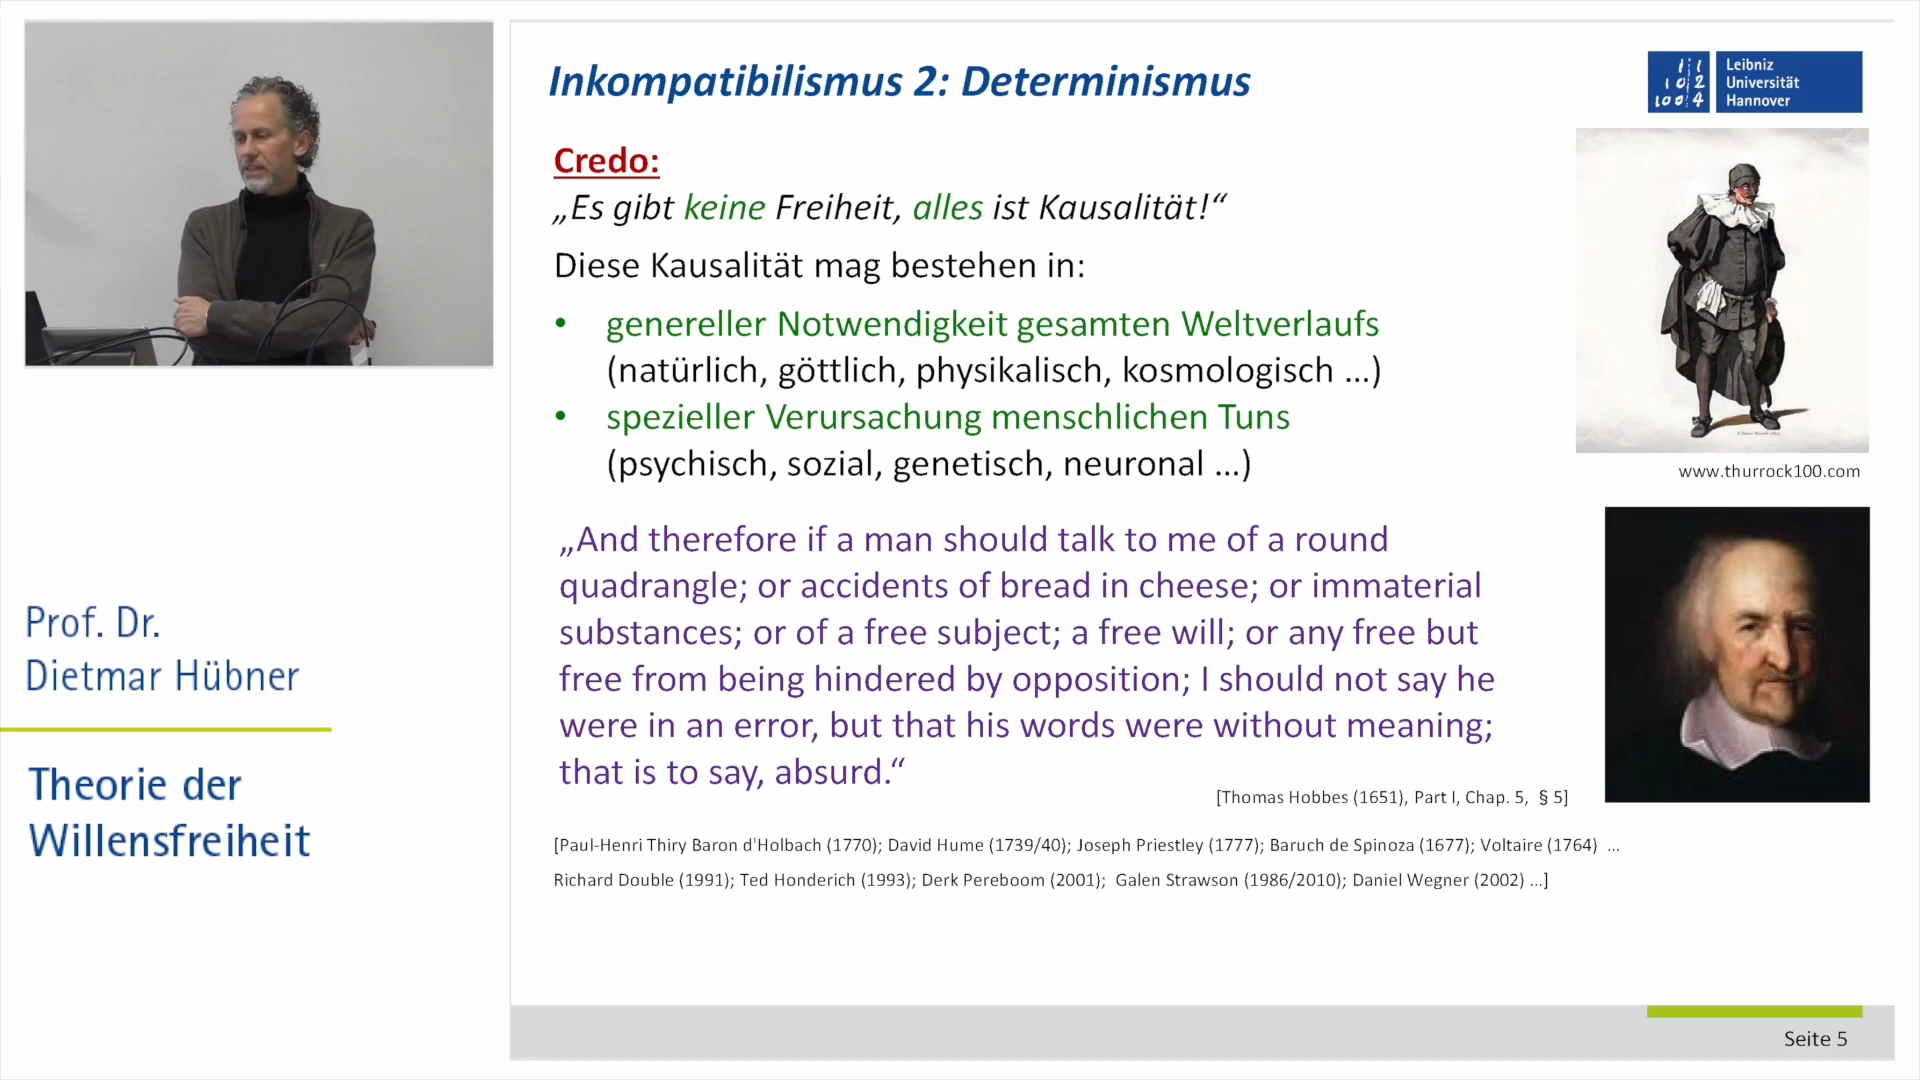 Inkompatibilismus 2: Determinismus
Leibniz
Universität
Hannover
Credo:
„Es gibt keine Freiheit, alles ist Kausalität!“
Diese Kausalität mag bestehen in:
• genereller Notwendigkeit gesamten Weltverlaufs
(natürlich, göttlich, physikalisch, kosmologisch ...)
• spezieller Verursachung menschlichen Tuns
(psychisch, sozial, genetisch, neuronal ...)
www.thurrock100.com
„And therefore if a man should talk to me of a round
quadrangle; or accidents of bread in cheese; or immaterial
substances; or of a free subject; a free will; or any free but
free from being hindered by opposition; I should not say he
were in an error, but that his words were without meaning;
that is to say, absurd.“
[Thomas Hobbes (1651), Part I, Chap. 5, § 5]
[Paul-Henri Thiry Baron d'Holbach (1770); David Hume (1739/40); Joseph Priestley (1777); Baruch de Spinoza (1677); Voltaire (1764) ...
Richard Double (1991); Ted Honderich (1993); Derk Pereboom (2001); Galen Strawson (1986/2010); Daniel Wegner (2002) ...]
Prof. Dr.
Dietmar Hübner
Theorie der
Willensfreiheit
Seite 5